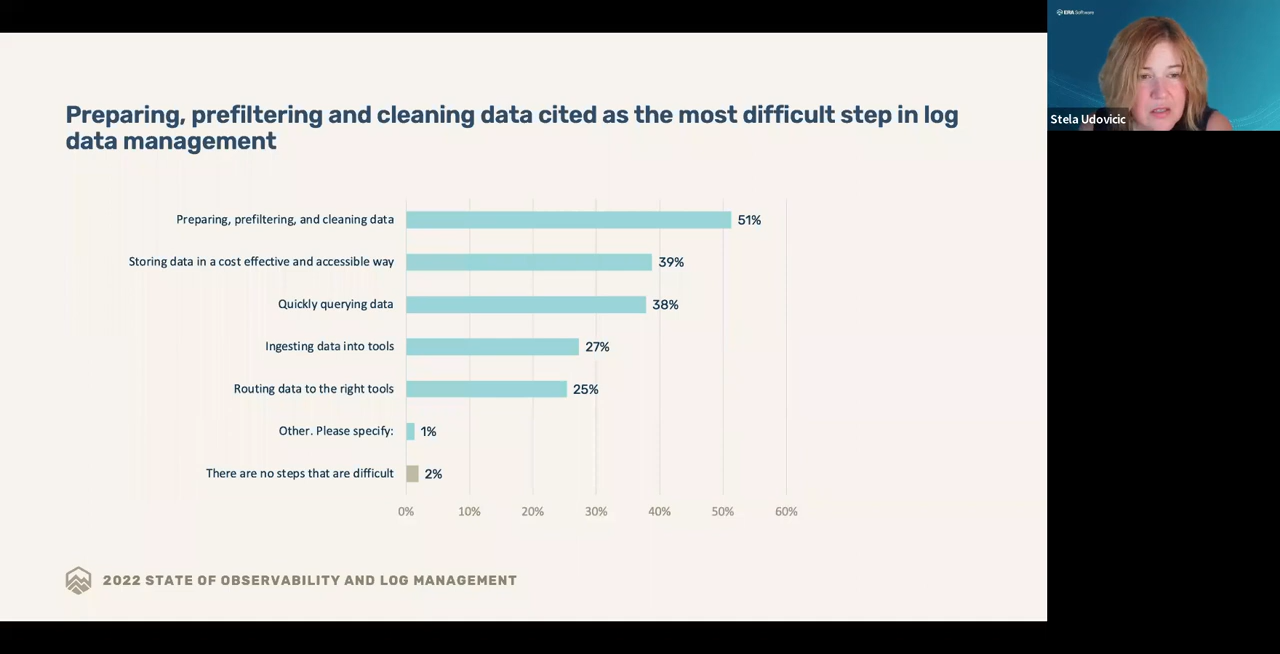 Preparing, prefiltering and cleaning data cited as the most difficult step in log
data management
Preparing, prefiltering, and cleaning data
51%
Storing data in a cost effective and accessible way
39%
Quickly querying data
38%
Ingesting data into tools
27%
Routing data to the right tools
25%
Other. Please specify:
1%
There are no steps that are difficult
2%
0% 10% 20% 30% 40% 50% 60%
2022 STATE OF OBSERVABILITY AND LOG MANAGEMENT
ERA Software
Stela Udovicic